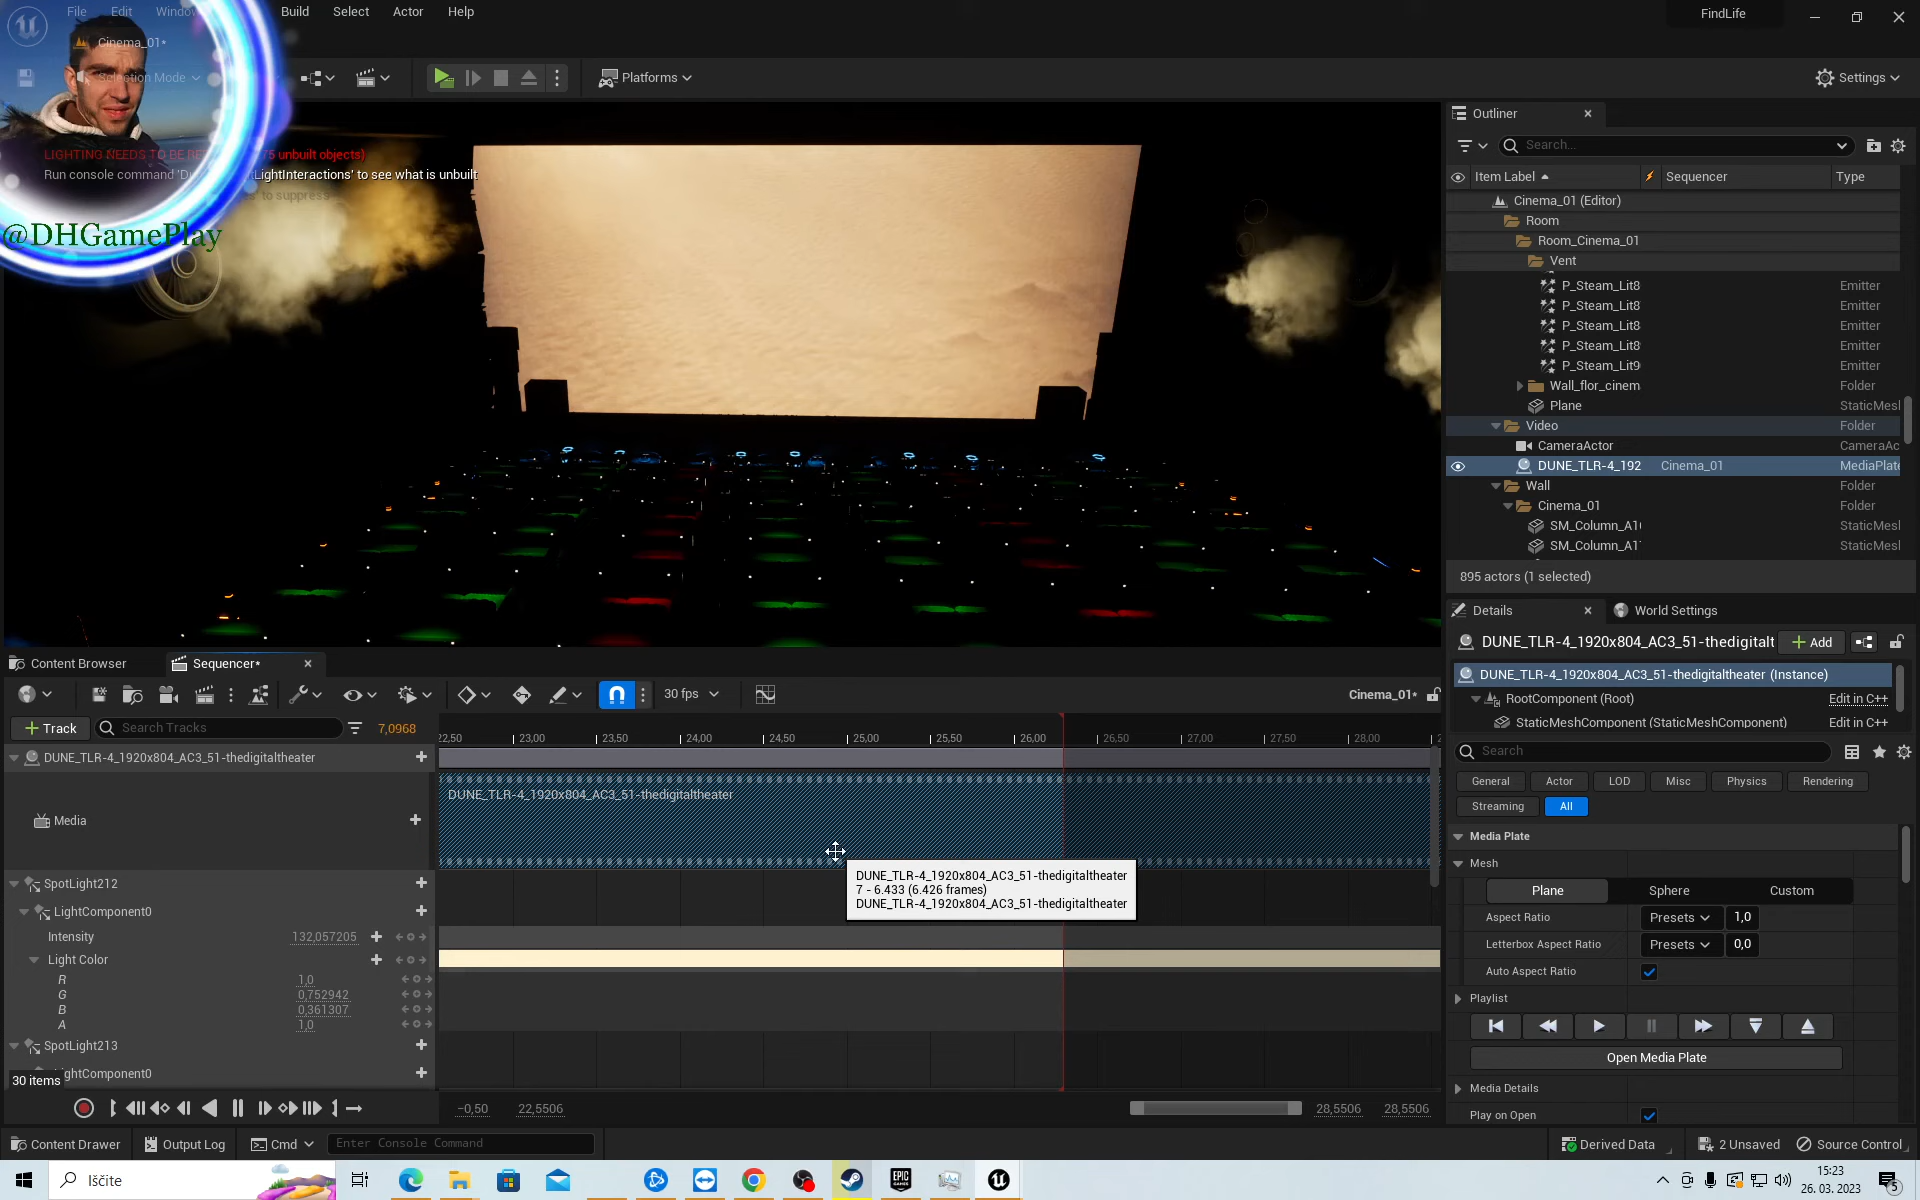 File Edit Window Build Select Actor Help
FindLife
Cinema_01*
Selection Mode
Platforms
Settings
LIGHTING NEEDS TO BE unbuilt objects)
Run console command LightInteractions' to see what is unbuilt
to suppress
@DHGamePlay
Outliner
Search...
Item Label Sequencer Type
Cinema_01 (Editor)
Room
Room_Cinema_01
Vent
P_Steam_Lit8 Emitter
P_Steam_Lit8 Emitter
P_Steam_Lit8 Emitter
P_Steam_Lit8 Emitter
P_Steam_Lit9 Emitter
Wall_flor_cinem Folder
Plane StaticMesh
Video Folder
CameraActor CameraAc
DUNE_TLR-4_192 Cinema_01 MediaPlate
Wall Folder
Cinema_01 Folder
SM_Column_A1 StaticMesh
SM_Column_A1 StaticMesh
895 actors (1 selected)
Details World Settings
DUNE_TLR-4_1920x804_AC3_51-thedigitalt Add
DUNE_TLR-4_1920x804_AC3_51-thedigitaltheater (Instance)
RootComponent (Root) Edit in C++
StaticMeshComponent (StaticMeshComponent) Edit in C++
Search
General Actor LOD Misc Physics Rendering
Streaming All
Media Plate
Mesh
Plane Sphere Custom
Aspect Ratio Presets 1,0
Letterbox Aspect Ratio Presets 0,0
Auto Aspect Ratio
Playlist
Open Media Plate
Media Details
Play on Open
Content Browser Sequencer*
30 fps
Cinema_01*
Track Search Tracks 7,0968
22,50 23,00 23,50 24,00 24,50 25,00 25,50 26,00 26,50 27,00 27,50 28,00
DUNE_TLR-4_1920x804_AC3_51-thedigitaltheater
DUNE_TLR-4_1920x804_AC3_51-thedigitaltheater
Media
DUNE_TLR-4_1920x804_AC3_51-thedigitaltheater
7 - 6.433 (6.426 frames)
DUNE_TLR-4_1920x804_AC3_51-thedigitaltheater
SpotLight212
LightComponent0
Intensity 132,057205
Light Color
R 1,0
G 0,752942
B 0,361307
A 1,0
SpotLight213
ghtComponent0
30 items
-0,50 22,5506 28,5506 28,5506
Content Drawer Output Log Cmd Enter Console Command Derived Data 2 Unsaved Source Control
Iščite
EPIC GAMES
15:23
26. 03. 2023
5